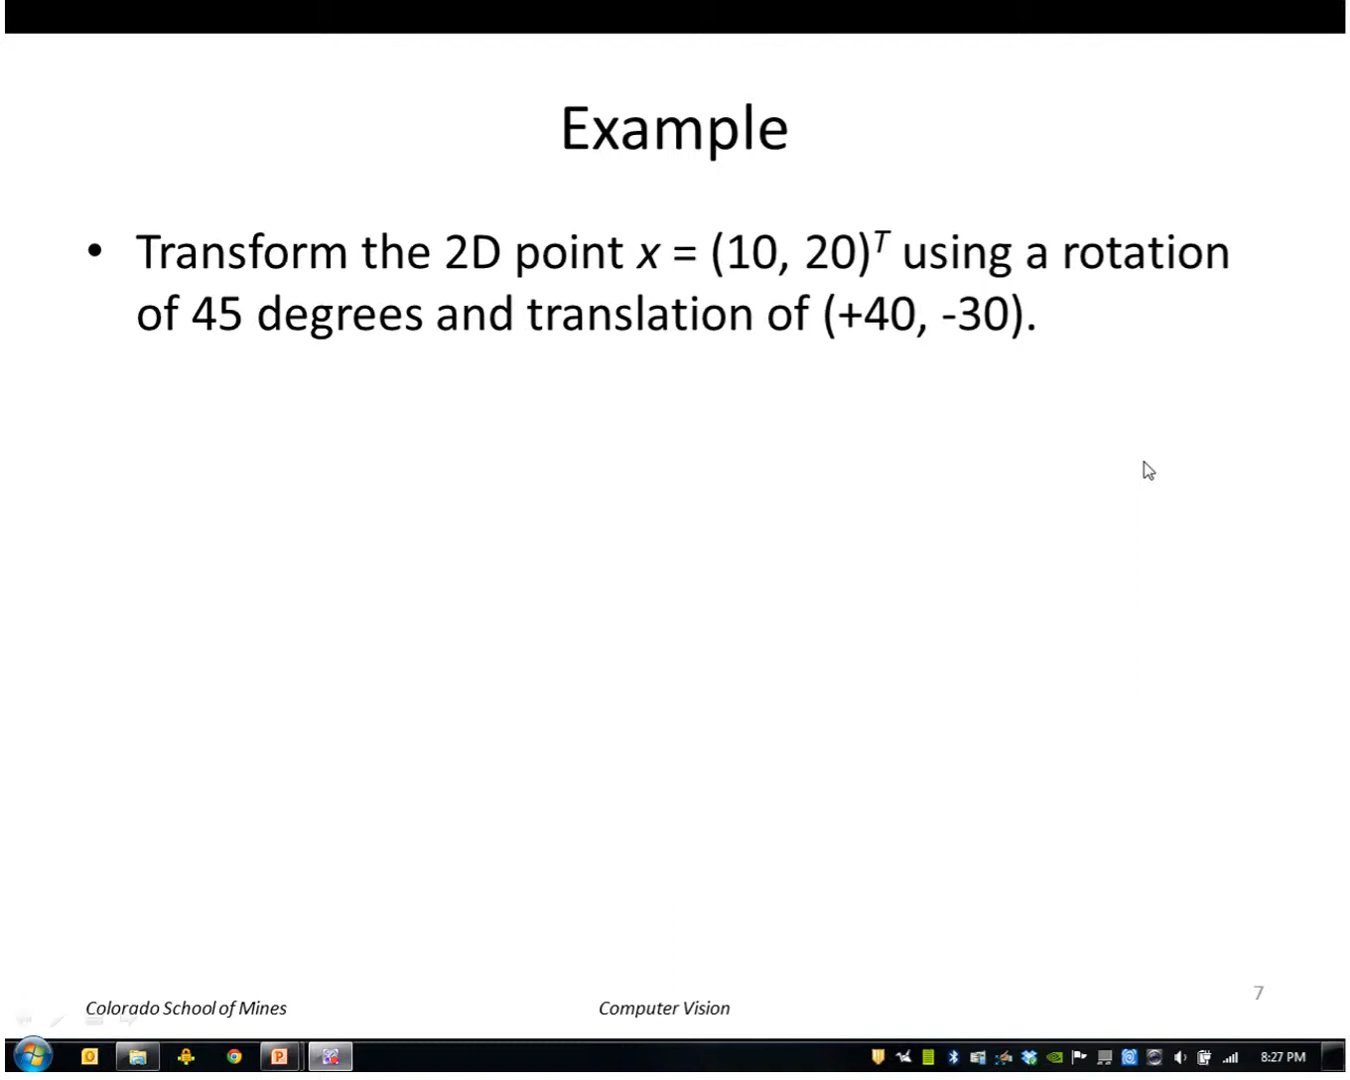 Example
• Transform the 2D point x = (10, 20)ᵀ using a rotation
of 45 degrees and translation of (+40, -30).
7
Colorado School of Mines
Computer Vision
8:27 PM